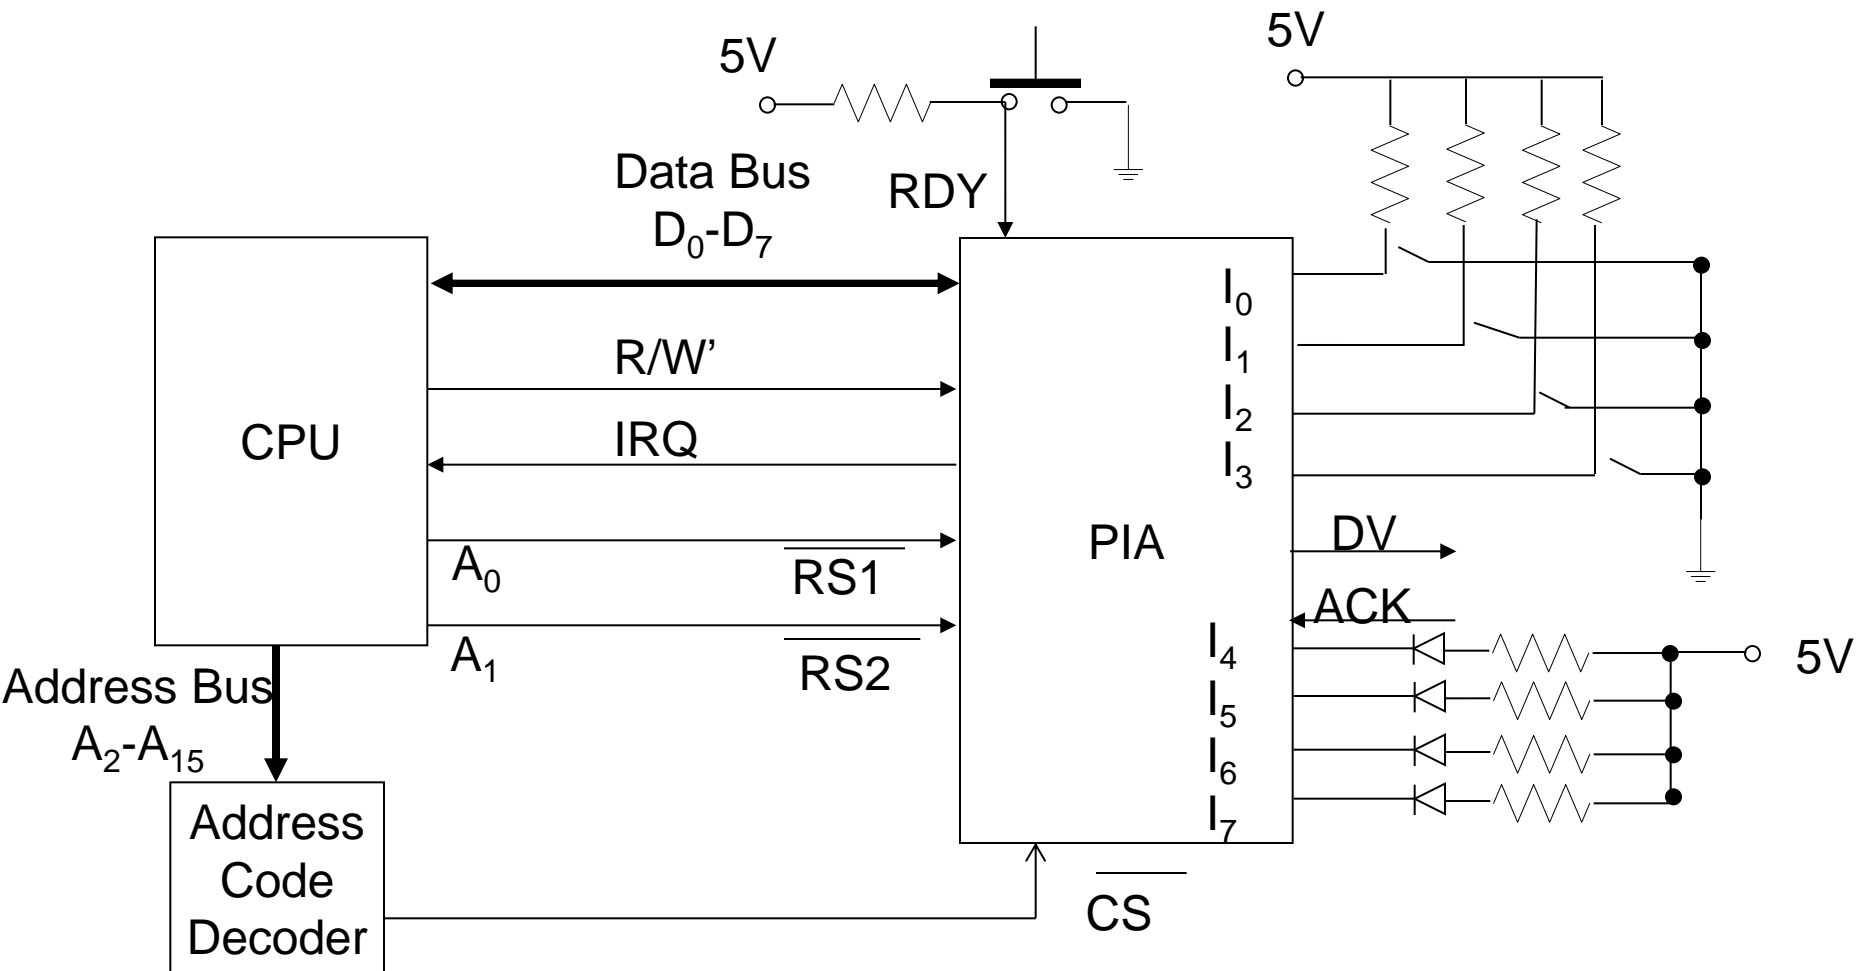 5V
5V
Data Bus
D₀-D₇
RDY
I₀
R/W’
I₁
CPU
IRQ
I₂
I₃
PIA
DV
A₀
RS1
ACK
A₁
RS2
I₄
5V
Address Bus
A₂-A₁₅
I₅
I₆
I₇
Address
Code
Decoder
CS